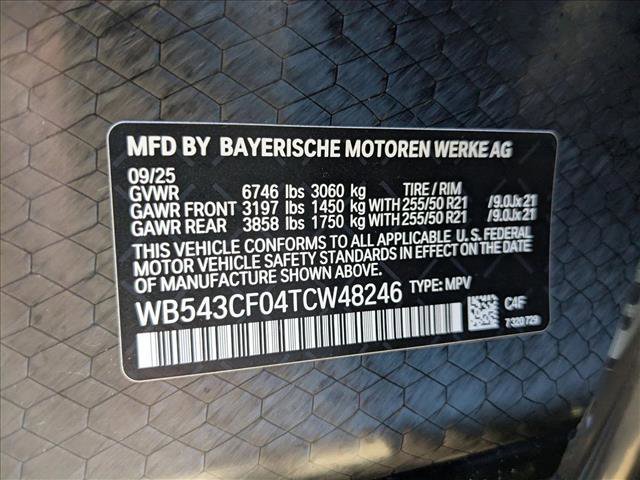 MFD BY BAYERISCHE MOTOREN WERKE AG
09/25
GVWR 6746 lbs 3060 kg TIRE / RIM
GAWR FRONT 3197 lbs 1450 kg WITH 255/50 R21 /9.0Jx21
GAWR REAR 3858 lbs 1750 kg WITH 255/50 R21 /9.0Jx21
THIS VEHICLE CONFORMS TO ALL APPLICABLE U. S. FEDERAL
MOTOR VEHICLE SAFETY STANDARDS IN EFFECT ON THE DATE
OF MANUFACTURE SHOWN ABOVE.
WB543CF04TCW48246 TYPE: MPV
C4F
7 320 729